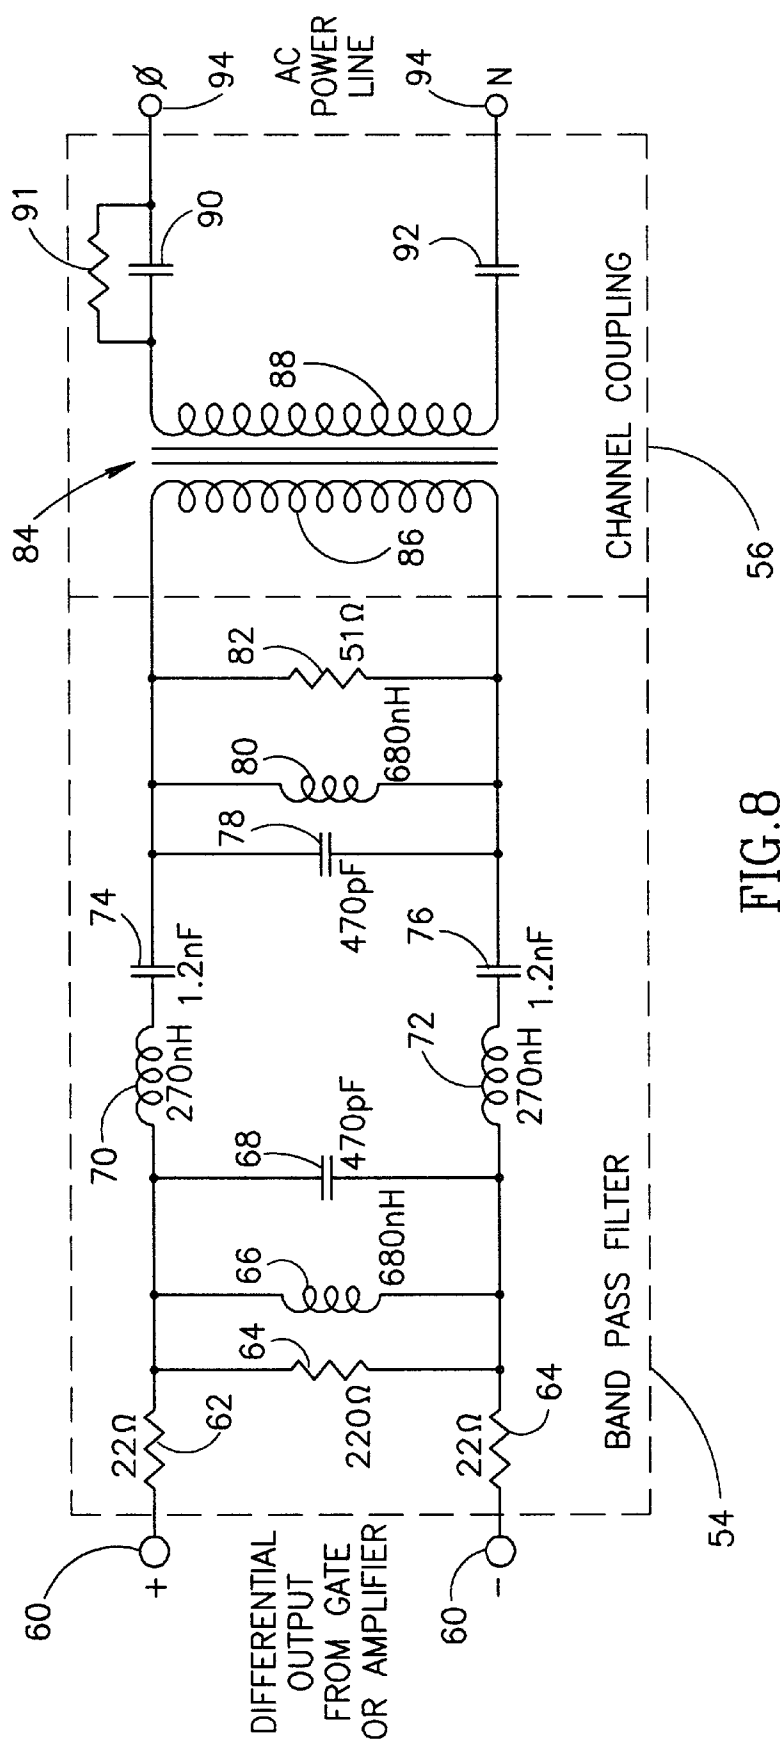 60
+
DIFFERENTIAL
OUTPUT
FROM GATE
OR AMPLIFIER
60
-
22Ω
62
64
220Ω
22Ω
64
66
680nH
68
470pF
70
270nH
72
270nH
74
1.2nF
76
1.2nF
78
470pF
80
680nH
82
51Ω
BAND PASS FILTER
54
84
86
88
91
90
92
CHANNEL COUPLING
56
Ø
94
AC
POWER
LINE
94
N
FIG.8